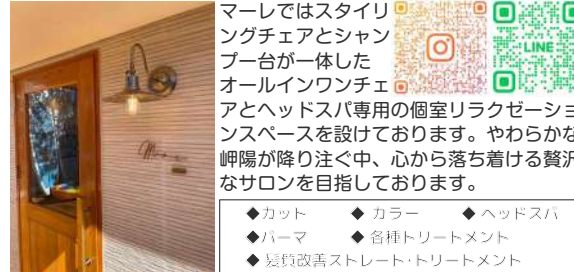 マーレではスタイリ
ングチェアとシャン
プー台が一体した
オールインワンチェ
アとヘッドスパ専用の個室リラクゼーショ
ンスペースを設けております。やわらかな
岬陽が降り注ぐ中、心から落ち着ける贅沢
なサロンを目指しております。
LINE
◆カット ◆カラー ◆ヘッドスパ
◆パーマ ◆各種トリートメント
◆髪質改善ストレート・トリートメント